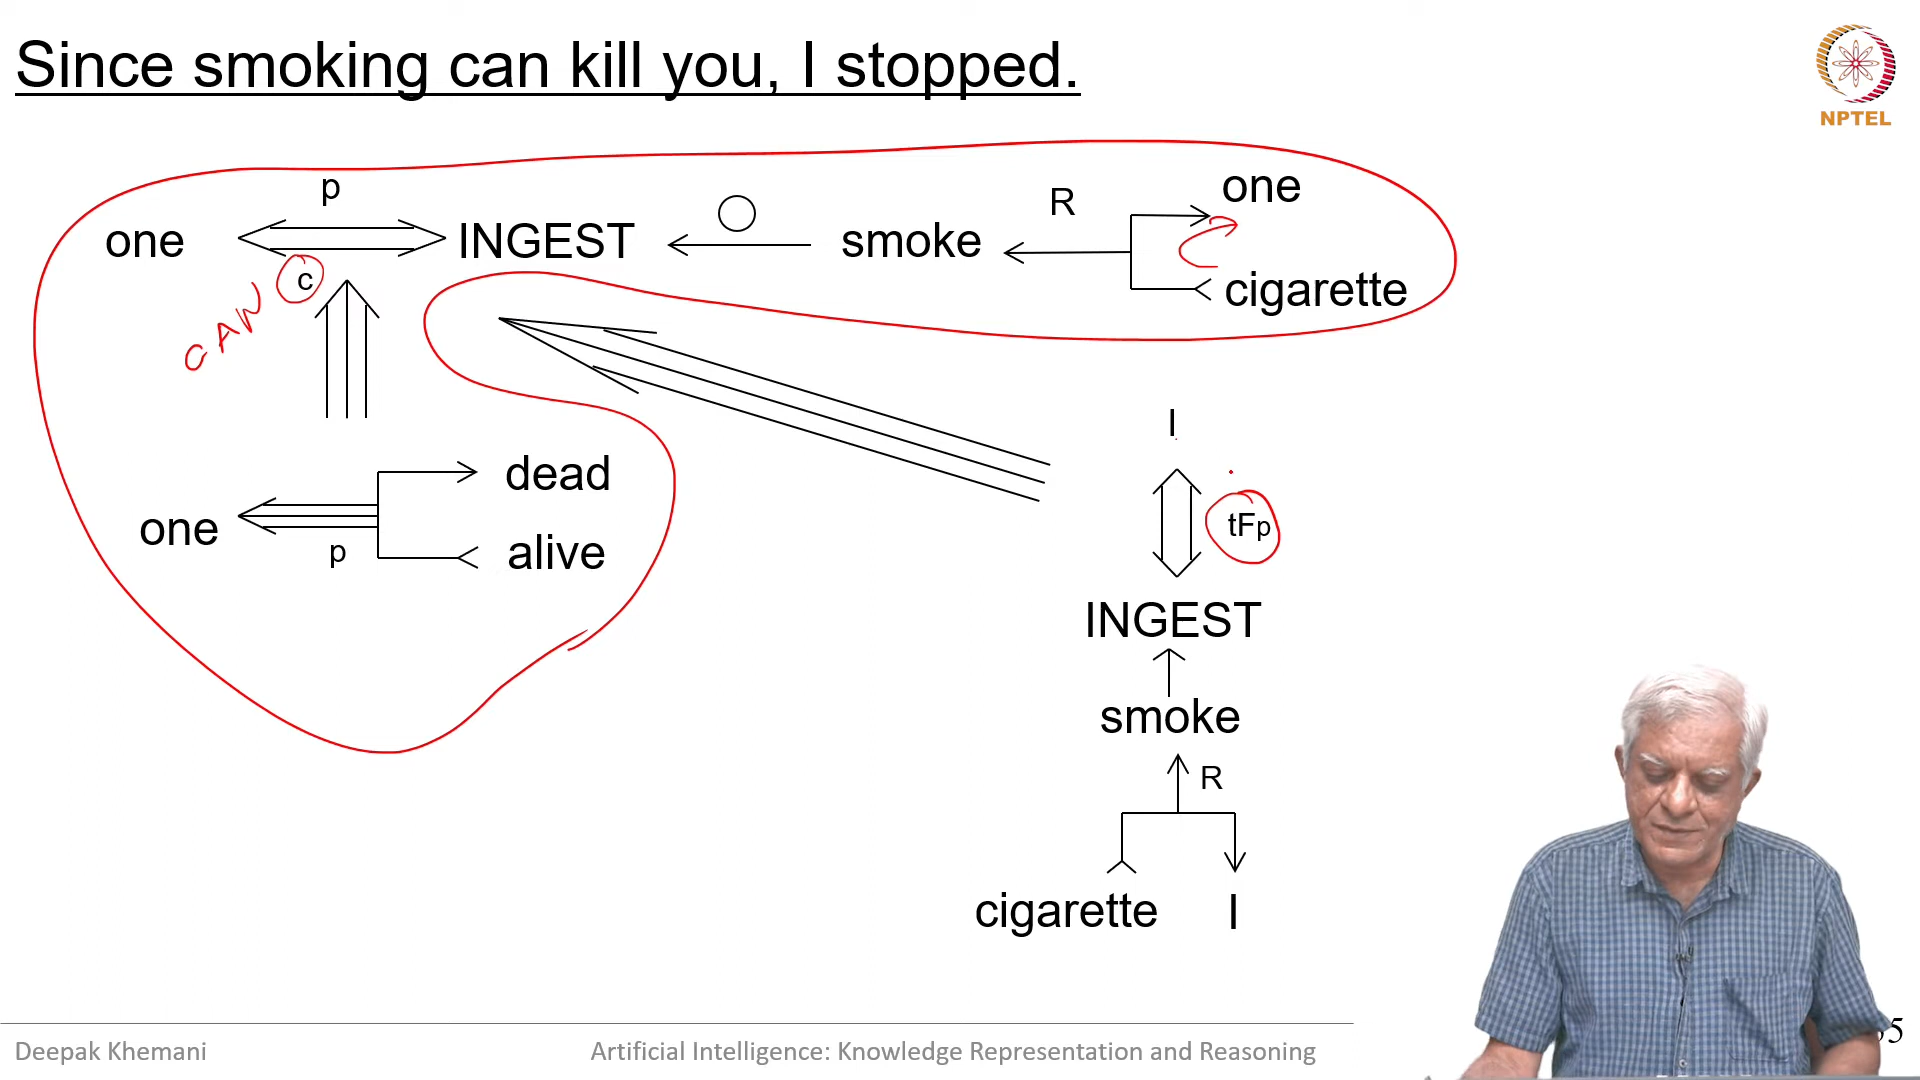 Since smoking can kill you, I stopped.
NPTEL
p
one INGEST smoke R one
c
CAN
cigarette
I
one dead
p alive
tFp
INGEST
smoke
R
cigarette I
Deepak Khemani Artificial Intelligence: Knowledge Representation and Reasoning